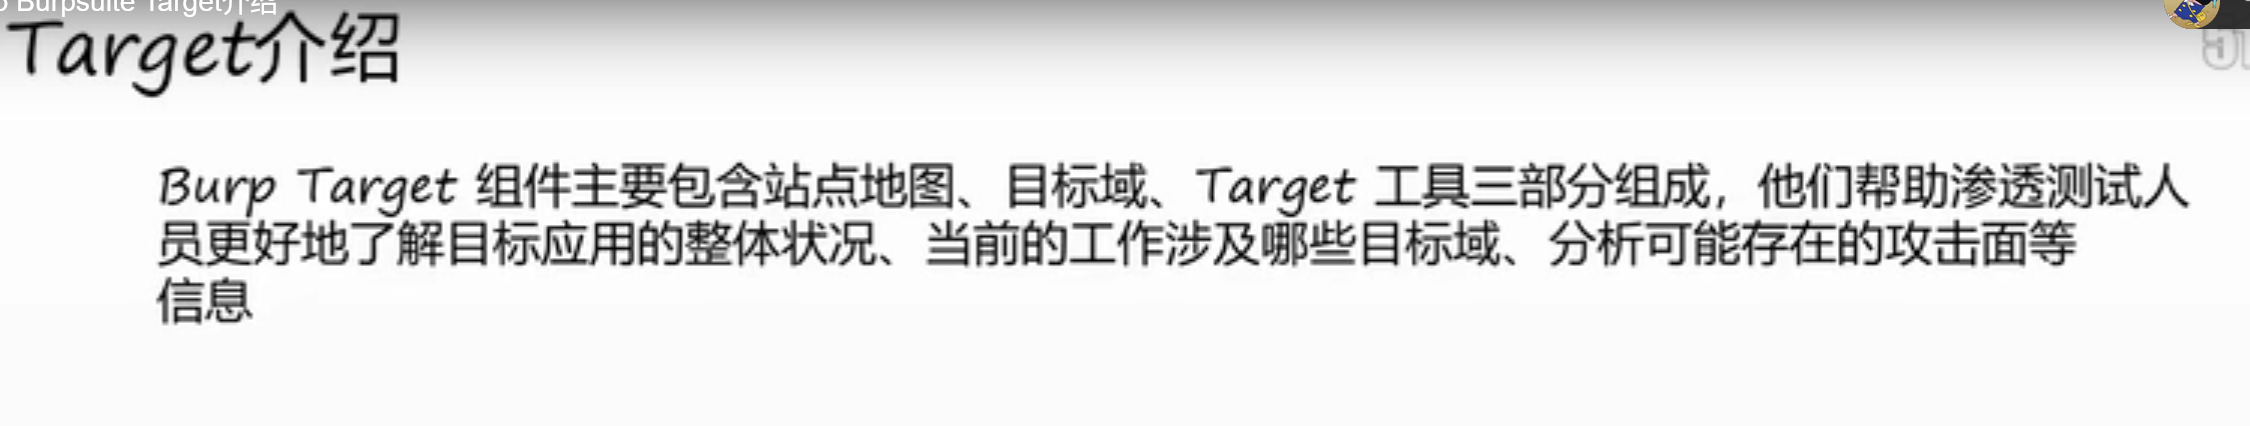 Burpsuite Target介绍
Target介绍
Burp Target 组件主要包含站点地图、目标域、Target 工具三部分组成，他们帮助渗透测试人
员更好地了解目标应用的整体状况、当前的工作涉及哪些目标域、分析可能存在的攻击面等
信息